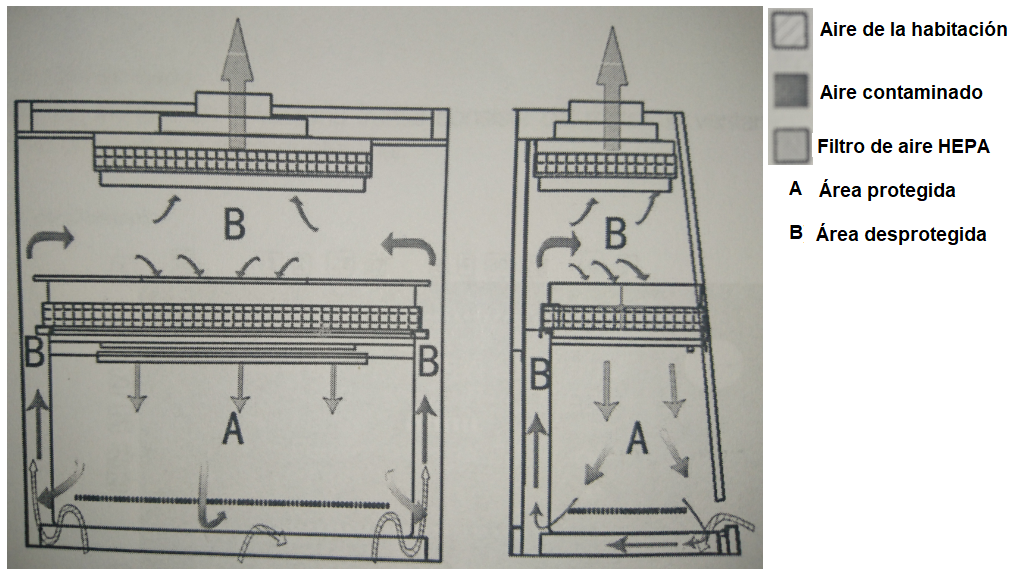 Aire de la habitación
Aire contaminado
Filtro de aire HEPA
A Área protegida
B Área desprotegida
B
B
B
B
B
A
A